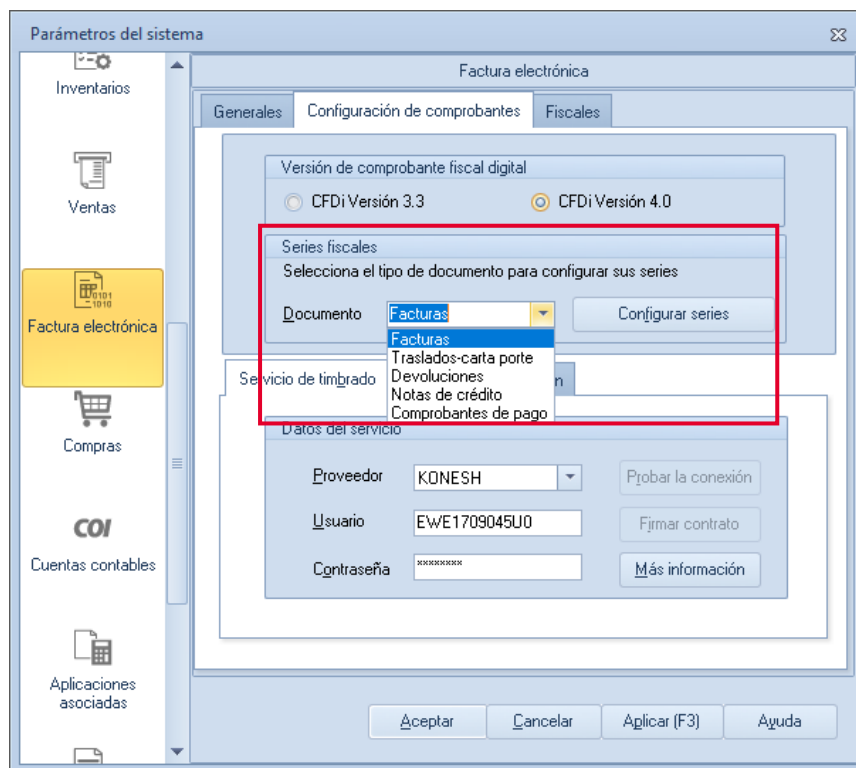 Parámetros del sistema
Inventarios
Ventas
Factura electrónica
Compras
COI
Cuentas contables
Aplicaciones
asociadas
Factura electrónica
Generales Configuración de comprobantes Fiscales
Versión de comprobante fiscal digital
CFDi Versión 3.3 CFDi Versión 4.0
Series fiscales
Selecciona el tipo de documento para configurar sus series
Documento Facturas Configurar series
Facturas
Traslados-carta porte
Devoluciones
Notas de crédito
Comprobantes de pago
Servicio de timbrado n
Datos del servicio
Proveedor KONESH Probar la conexión
Usuario EWE1709045U0 Firmar contrato
Contraseña ******** Más información
Aceptar Cancelar Aplicar (F3) Ayuda